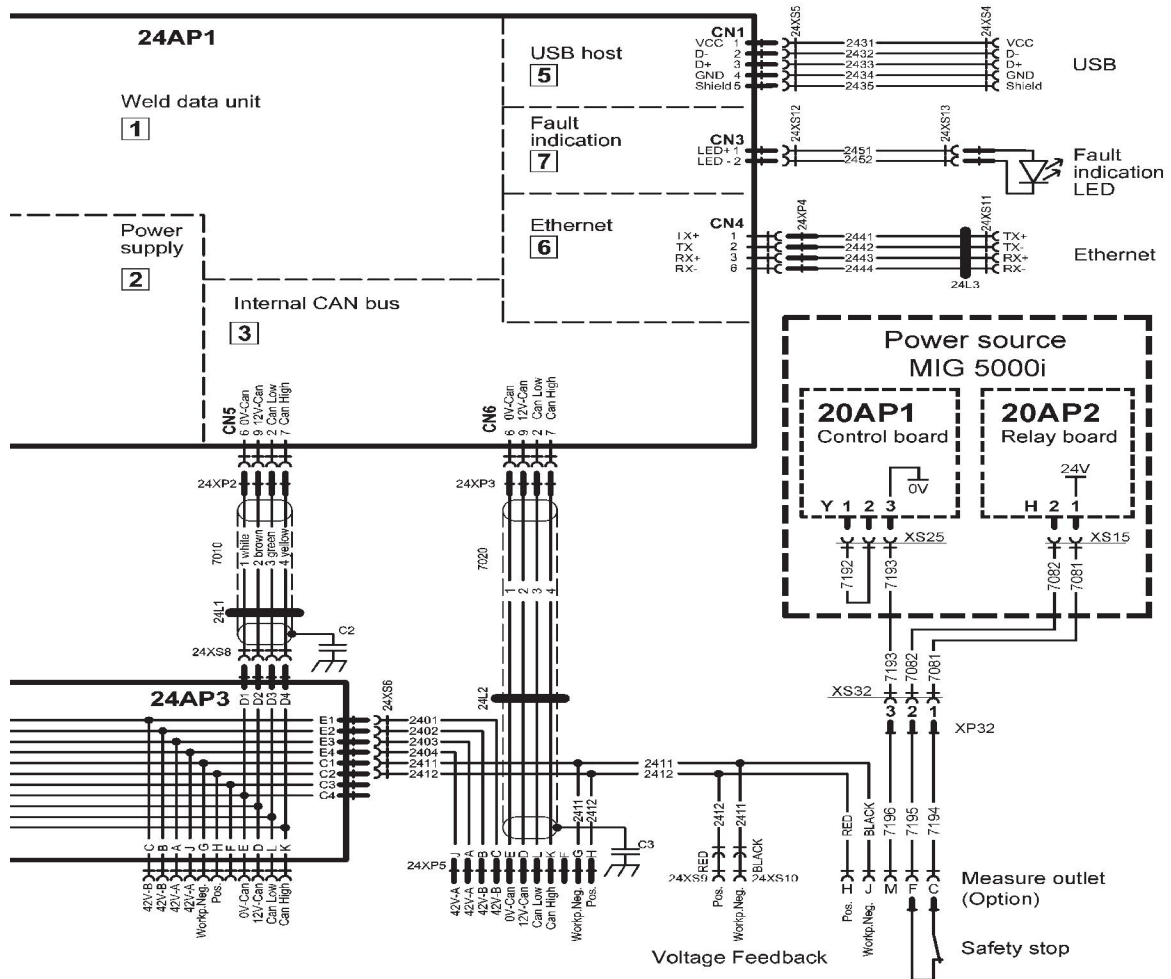 24AP1
Weld data unit
1
Power supply
2
Internal CAN bus
3
USB host
5
Fault indication
7
Ethernet
6
CN1
VCC 1
D- 2
D+ 3
GND 4
Shield 5
24XS5
2431
2432
2433
2434
2435
24XS4
VCC
D-
D+
GND
Shield
USB
CN3
LED+ 1
LED - 2
24XS12
2451
2452
24XS13
Fault indication LED
CN4
TX+ 1
TX 2
RX+ 3
RX- 6
24XP4
2441
2442
2443
2444
24L3
24XS11
TX+
TX-
RX+
RX-
Ethernet
Power source
MIG 5000i
20AP1
Control board
0V
Y 1 2 3
XS25
7192
7193
20AP2
Relay board
24V
H 2 1
XS15
7082
7081
7193
7082
7081
XS32
3 2 1
XP32
7196
7195
7194
CN5
6 0V-Can
9 12V-Can
2 Can Low
7 Can High
24XP2
7010
1 white
2 brown
3 green
4 yellow
24L1
C2
24XS8
CN6
6 0V-Can
9 12V-Can
2 Can Low
7 Can High
24XP3
7020
1
2
3
4
24L2
24AP3
D1
D2
D3
D4
E1
E2
E3
E4
C1
C2
C3
C4
24XS6
2401
2402
2403
2404
2411
2412
2411
2412
C B A J G H F E D L K
42V-B
42V-B
42V-A
42V-A
Workp.Neg.
Pos.
0V-Can
12V-Can
Can Low
Can High
24XP5
J A B C E D L K F G H
42V-A
42V-A
42V-B
42V-B
0V-Can
12V-Can
Can Low
Can High
Workp.Neg.
Pos.
2411
2412
C3
2412
2411
RED
BLACK
24XS9
24XS10
Pos.
Workp.Neg.
Voltage Feedback
RED
BLACK
H J M F C
Pos.
Workp.Neg.
Measure outlet
(Option)
Safety stop